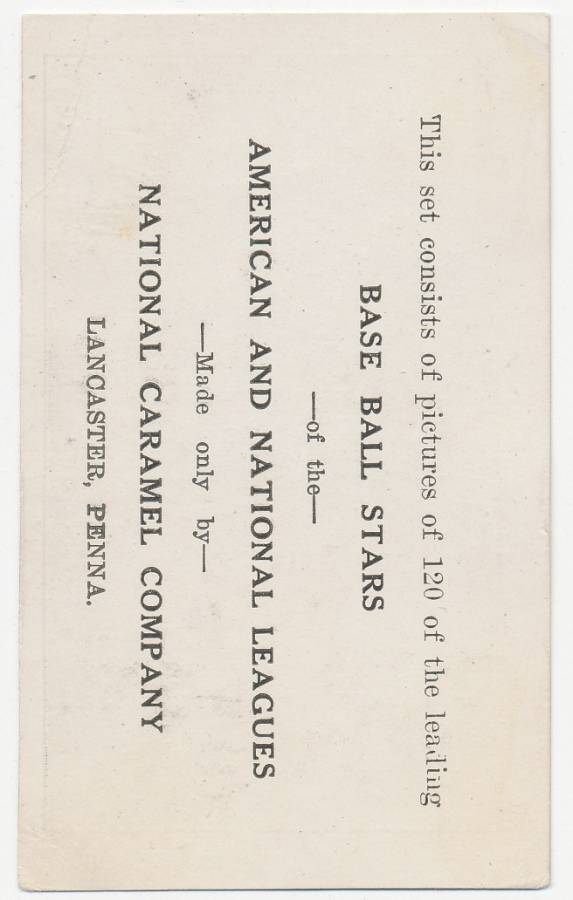 This set consists of pictures of 120 of the leading
BASE BALL STARS
—of the—
AMERICAN AND NATIONAL LEAGUES
—Made only by—
NATIONAL CARAMEL COMPANY
LANCASTER, PENNA.